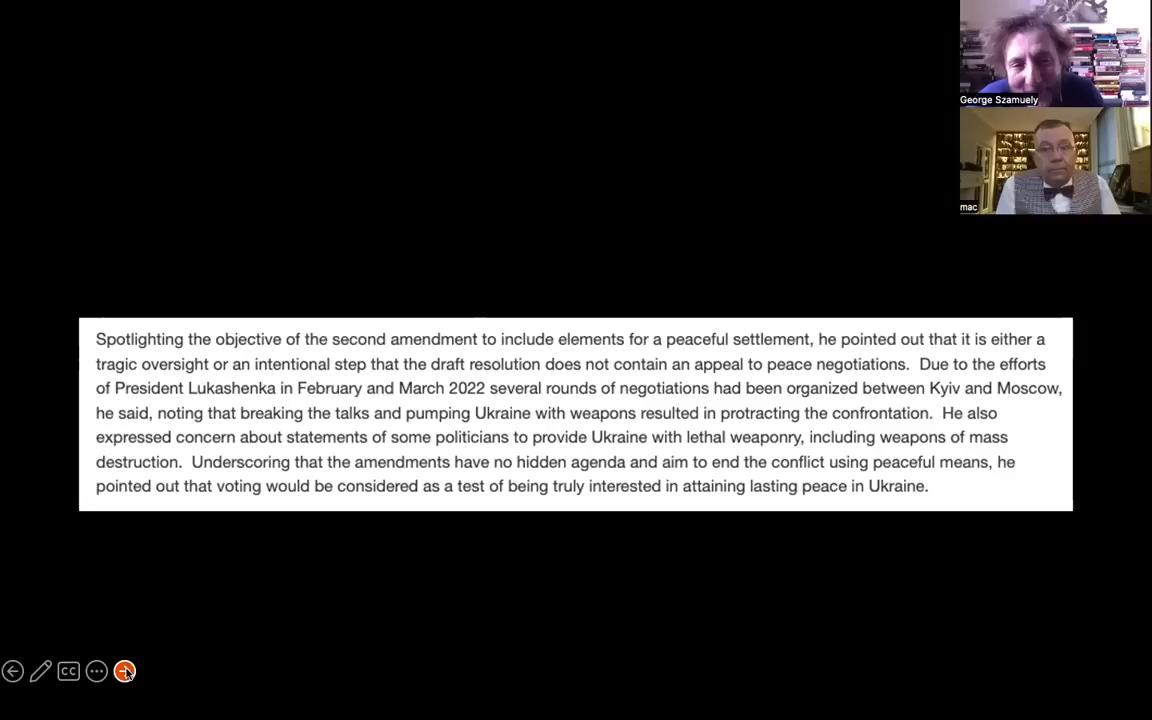 George Szamuely
mac
Spotlighting the objective of the second amendment to include elements for a peaceful settlement, he pointed out that it is either a
tragic oversight or an intentional step that the draft resolution does not contain an appeal to peace negotiations.  Due to the efforts
of President Lukashenka in February and March 2022 several rounds of negotiations had been organized between Kyiv and Moscow,
he said, noting that breaking the talks and pumping Ukraine with weapons resulted in protracting the confrontation.  He also
expressed concern about statements of some politicians to provide Ukraine with lethal weaponry, including weapons of mass
destruction.  Underscoring that the amendments have no hidden agenda and aim to end the conflict using peaceful means, he
pointed out that voting would be considered as a test of being truly interested in attaining lasting peace in Ukraine.
CC